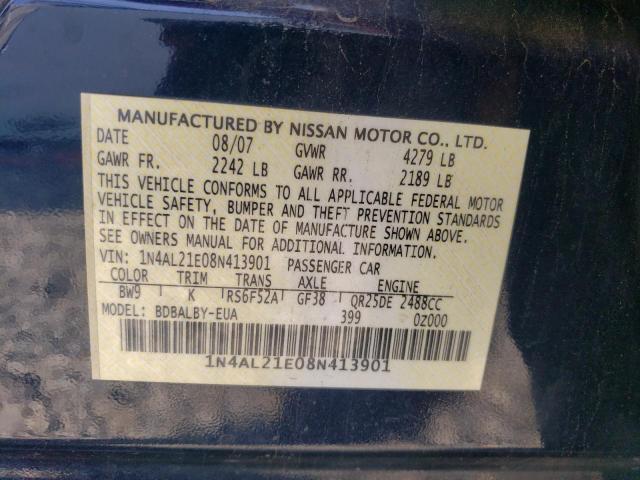 MANUFACTURED BY NISSAN MOTOR CO., LTD.
DATE 08/07 GVWR 4279 LB
GAWR FR. 2242 LB GAWR RR. 2189 LB
THIS VEHICLE CONFORMS TO ALL APPLICABLE FEDERAL MOTOR
VEHICLE SAFETY, BUMPER AND THEFT PREVENTION STANDARDS
IN EFFECT ON THE DATE OF MANUFACTURE SHOWN ABOVE.
SEE OWNERS MANUAL FOR ADDITIONAL INFORMATION.
VIN: 1N4AL21E08N413901 PASSENGER CAR
COLOR TRIM TRANS AXLE ENGINE
BW9 K RS6F52A GF38 QR25DE 2488CC
MODEL: BDBALBY-EUA 399 0Z000
1N4AL21E08N413901